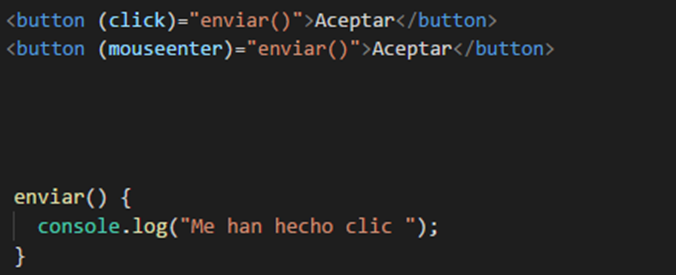 <button (click)="enviar()">Aceptar</button>
<button (mouseenter)="enviar()">Aceptar</button>
enviar() {
console.log("Me han hecho clic ");
}